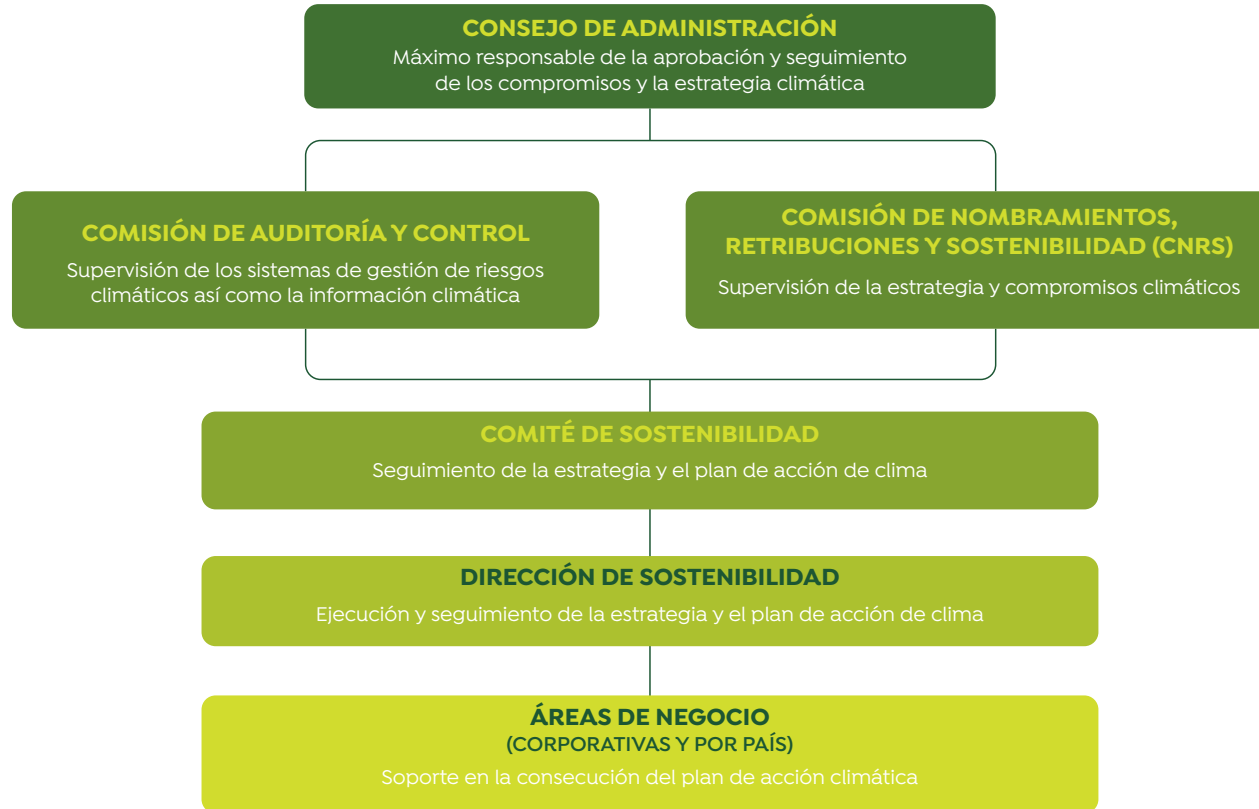 CONSEJO DE ADMINISTRACIÓN
Máximo responsable de la aprobación y seguimiento
de los compromisos y la estrategia climática
COMISIÓN DE AUDITORÍA Y CONTROL
Supervisión de los sistemas de gestión de riesgos
climáticos así como la información climática
COMISIÓN DE NOMBRAMIENTOS,
RETRIBUCIONES Y SOSTENIBILIDAD (CNRS)
Supervisión de la estrategia y compromisos climáticos
COMITÉ DE SOSTENIBILIDAD
Seguimiento de la estrategia y el plan de acción de clima
DIRECCIÓN DE SOSTENIBILIDAD
Ejecución y seguimiento de la estrategia y el plan de acción de clima
ÁREAS DE NEGOCIO
(CORPORATIVAS Y POR PAÍS)
Soporte en la consecución del plan de acción climática